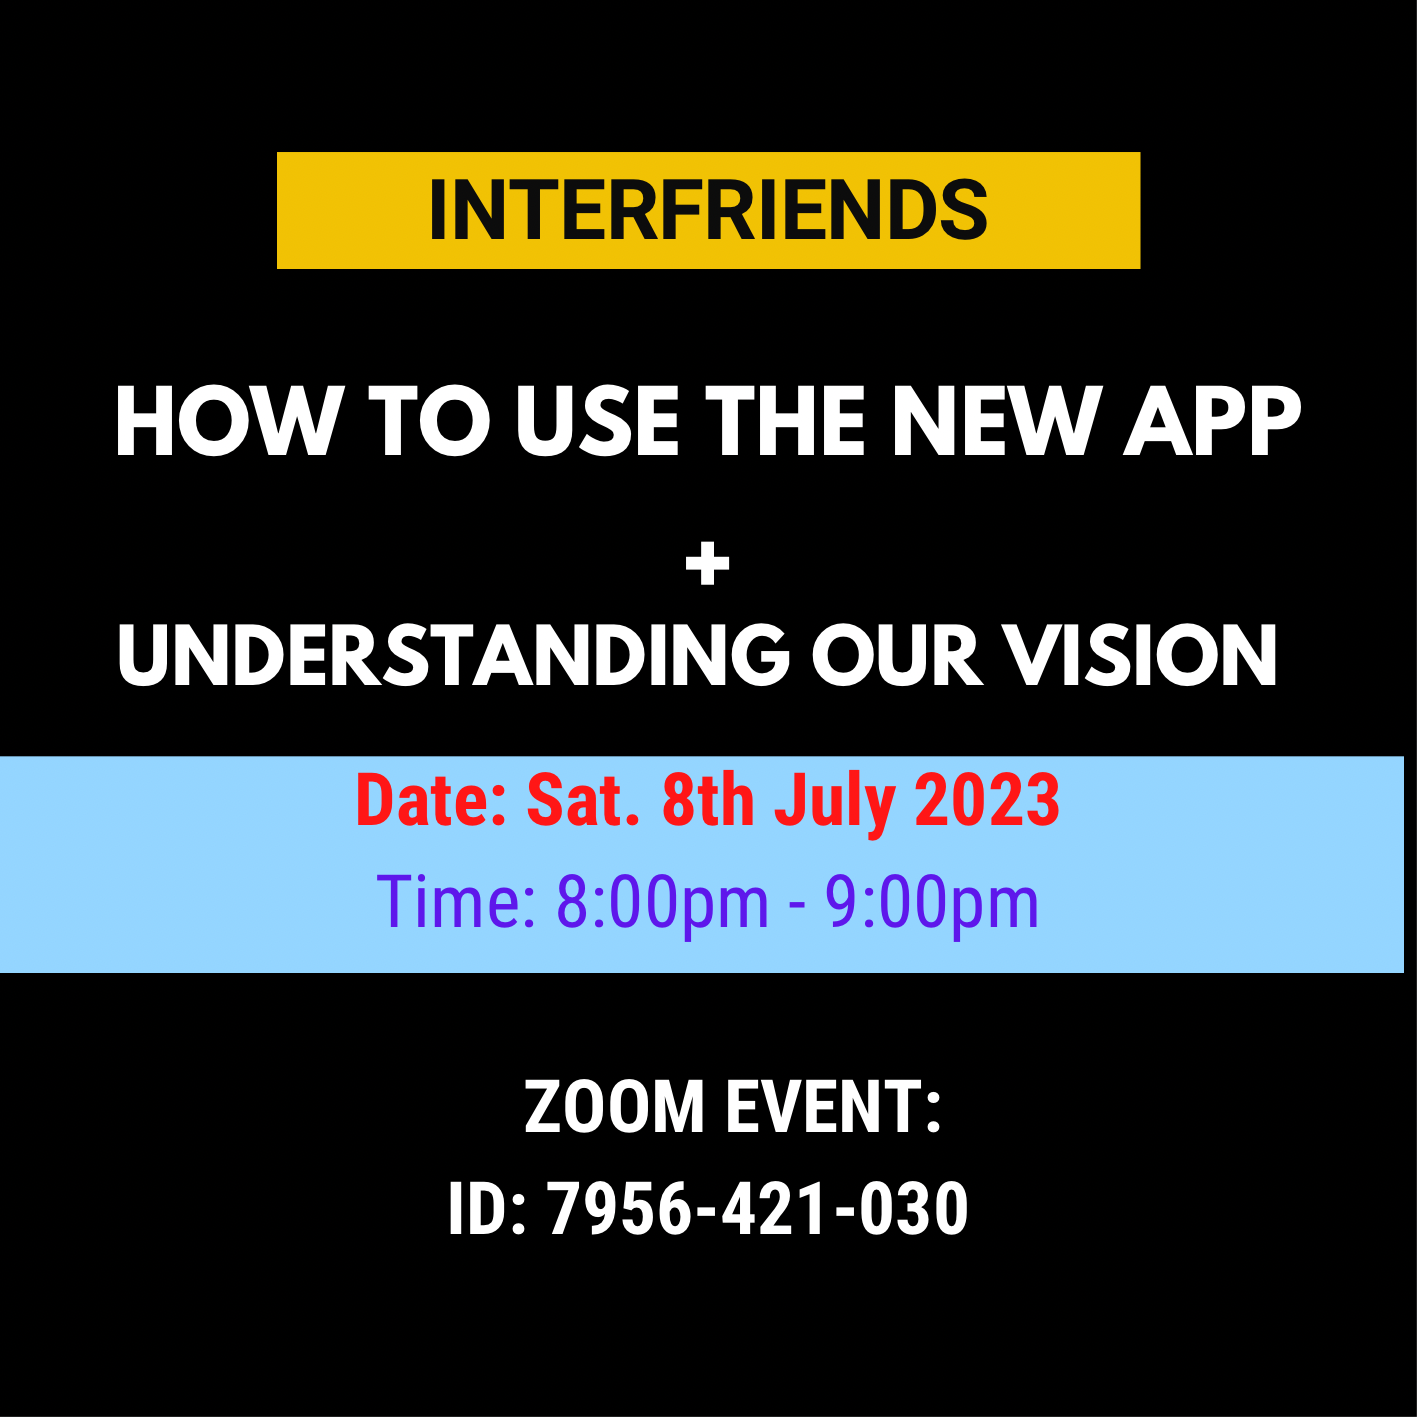 INTERFRIENDS
HOW TO USE THE NEW APP
+
UNDERSTANDING OUR VISION
Date: Sat. 8th July 2023
Time: 8:00pm - 9:00pm
ZOOM EVENT:
ID: 7956-421-030